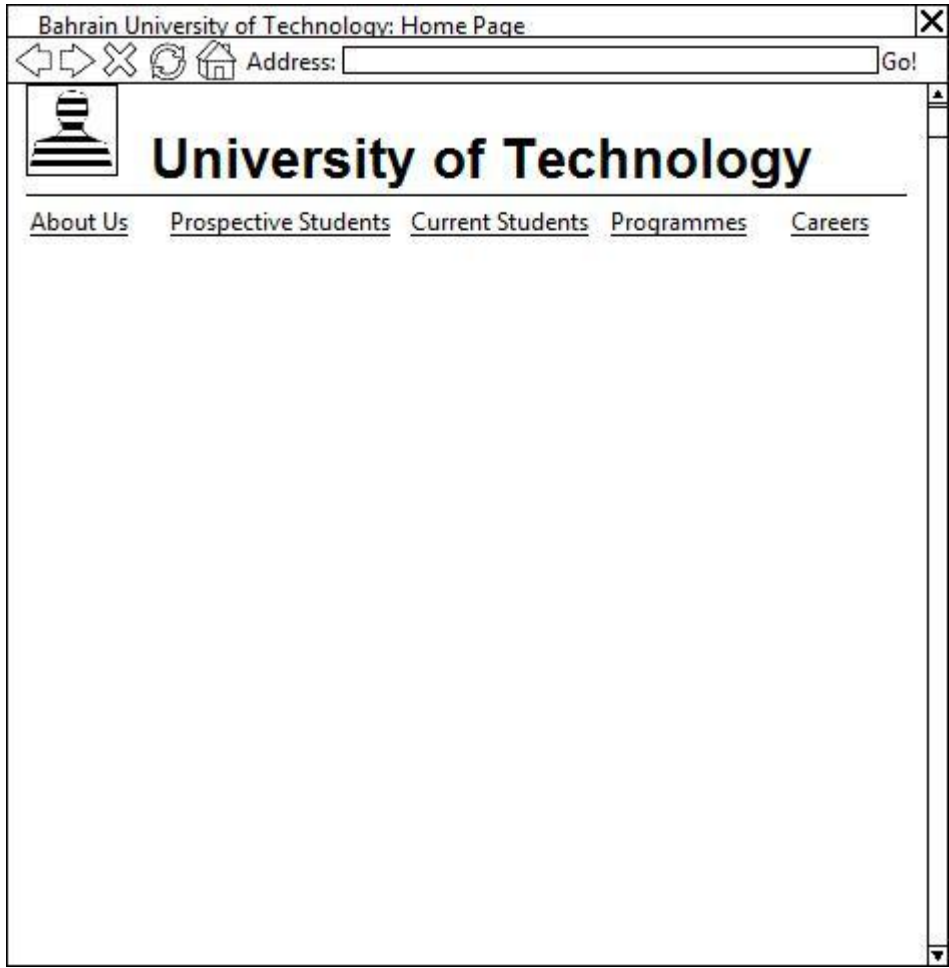 Bahrain University of Technology: Home Page
Address: Go!
University of Technology
About Us Prospective Students Current Students Programmes Careers